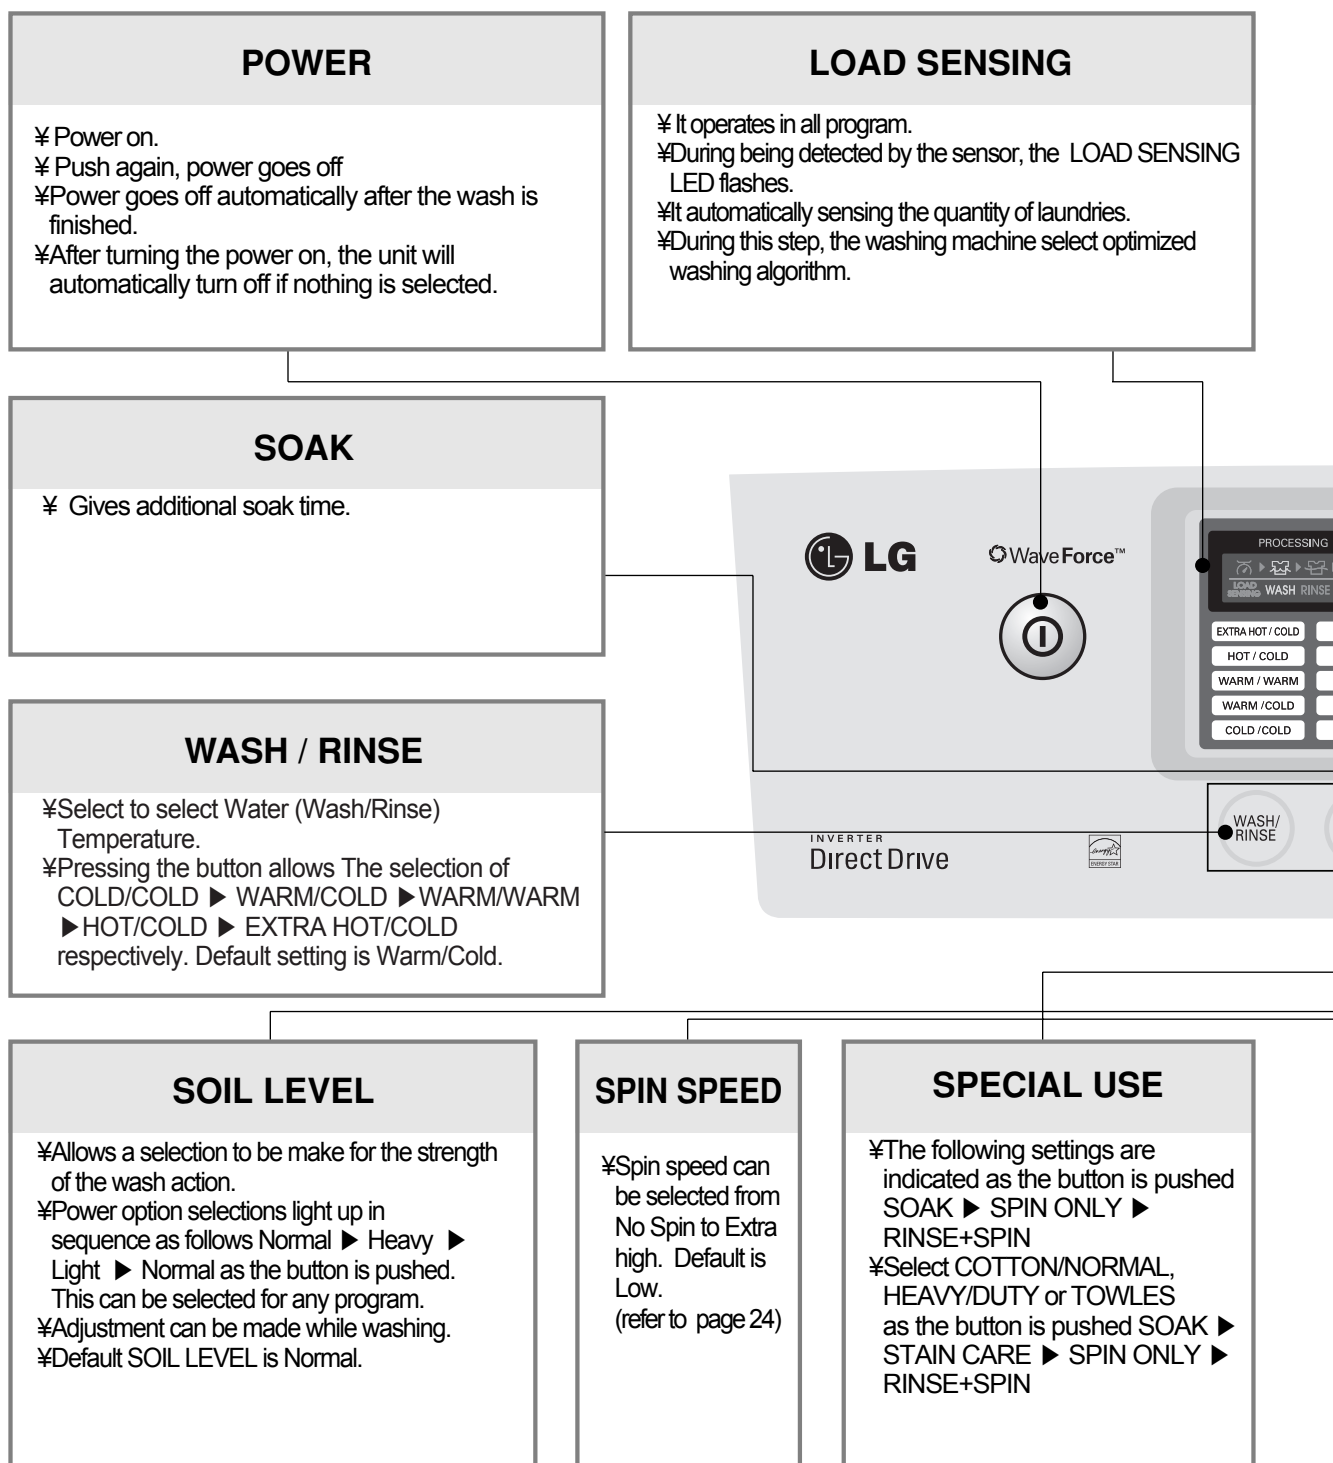 POWER
¥ Power on.
¥ Push again, power goes off
¥Power goes off automatically after the wash is
finished.
¥After turning the power on, the unit will
automatically turn off if nothing is selected.
LOAD SENSING
¥ It operates in all program.
¥During being detected by the sensor, the LOAD SENSING
LED flashes.
¥It automatically sensing the quantity of laundries.
¥During this step, the washing machine select optimized
washing algorithm.
SOAK
¥ Gives additional soak time.
WASH / RINSE
¥Select to select Water (Wash/Rinse)
Temperature.
¥Pressing the button allows The selection of
COLD/COLD ▶ WARM/COLD ▶WARM/WARM
▶HOT/COLD ▶ EXTRA HOT/COLD
respectively. Default setting is Warm/Cold.
LG
WaveForce™
PROCESSING
LOAD SENSING WASH RINSE
EXTRA HOT / COLD
HOT / COLD
WARM / WARM
WARM /COLD
COLD /COLD
WASH/
RINSE
INVERTER
Direct Drive
ENERGY STAR
SOIL LEVEL
¥Allows a selection to be make for the strength
of the wash action.
¥Power option selections light up in
sequence as follows Normal ▶ Heavy ▶
Light ▶ Normal as the button is pushed.
This can be selected for any program.
¥Adjustment can be made while washing.
¥Default SOIL LEVEL is Normal.
SPIN SPEED
¥Spin speed can
be selected from
No Spin to Extra
high. Default is
Low.
(refer to page 24)
SPECIAL USE
¥The following settings are
indicated as the button is pushed
SOAK ▶ SPIN ONLY ▶
RINSE+SPIN
¥Select COTTON/NORMAL,
HEAVY/DUTY or TOWLES
as the button is pushed SOAK ▶
STAIN CARE ▶ SPIN ONLY ▶
RINSE+SPIN